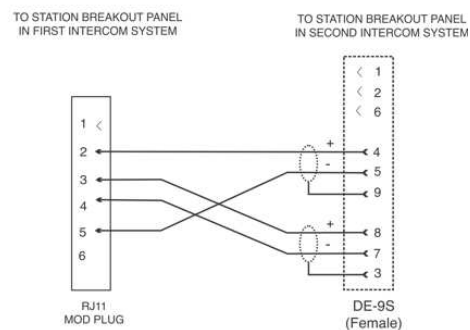 TO STATION BREAKOUT PANEL
IN FIRST INTERCOM SYSTEM
TO STATION BREAKOUT PANEL
IN SECOND INTERCOM SYSTEM
1
2
3
4
5
6
RJ11
MOD PLUG
1
2
6
+
4
-
5
9
+
8
-
7
3
DE-9S
(Female)